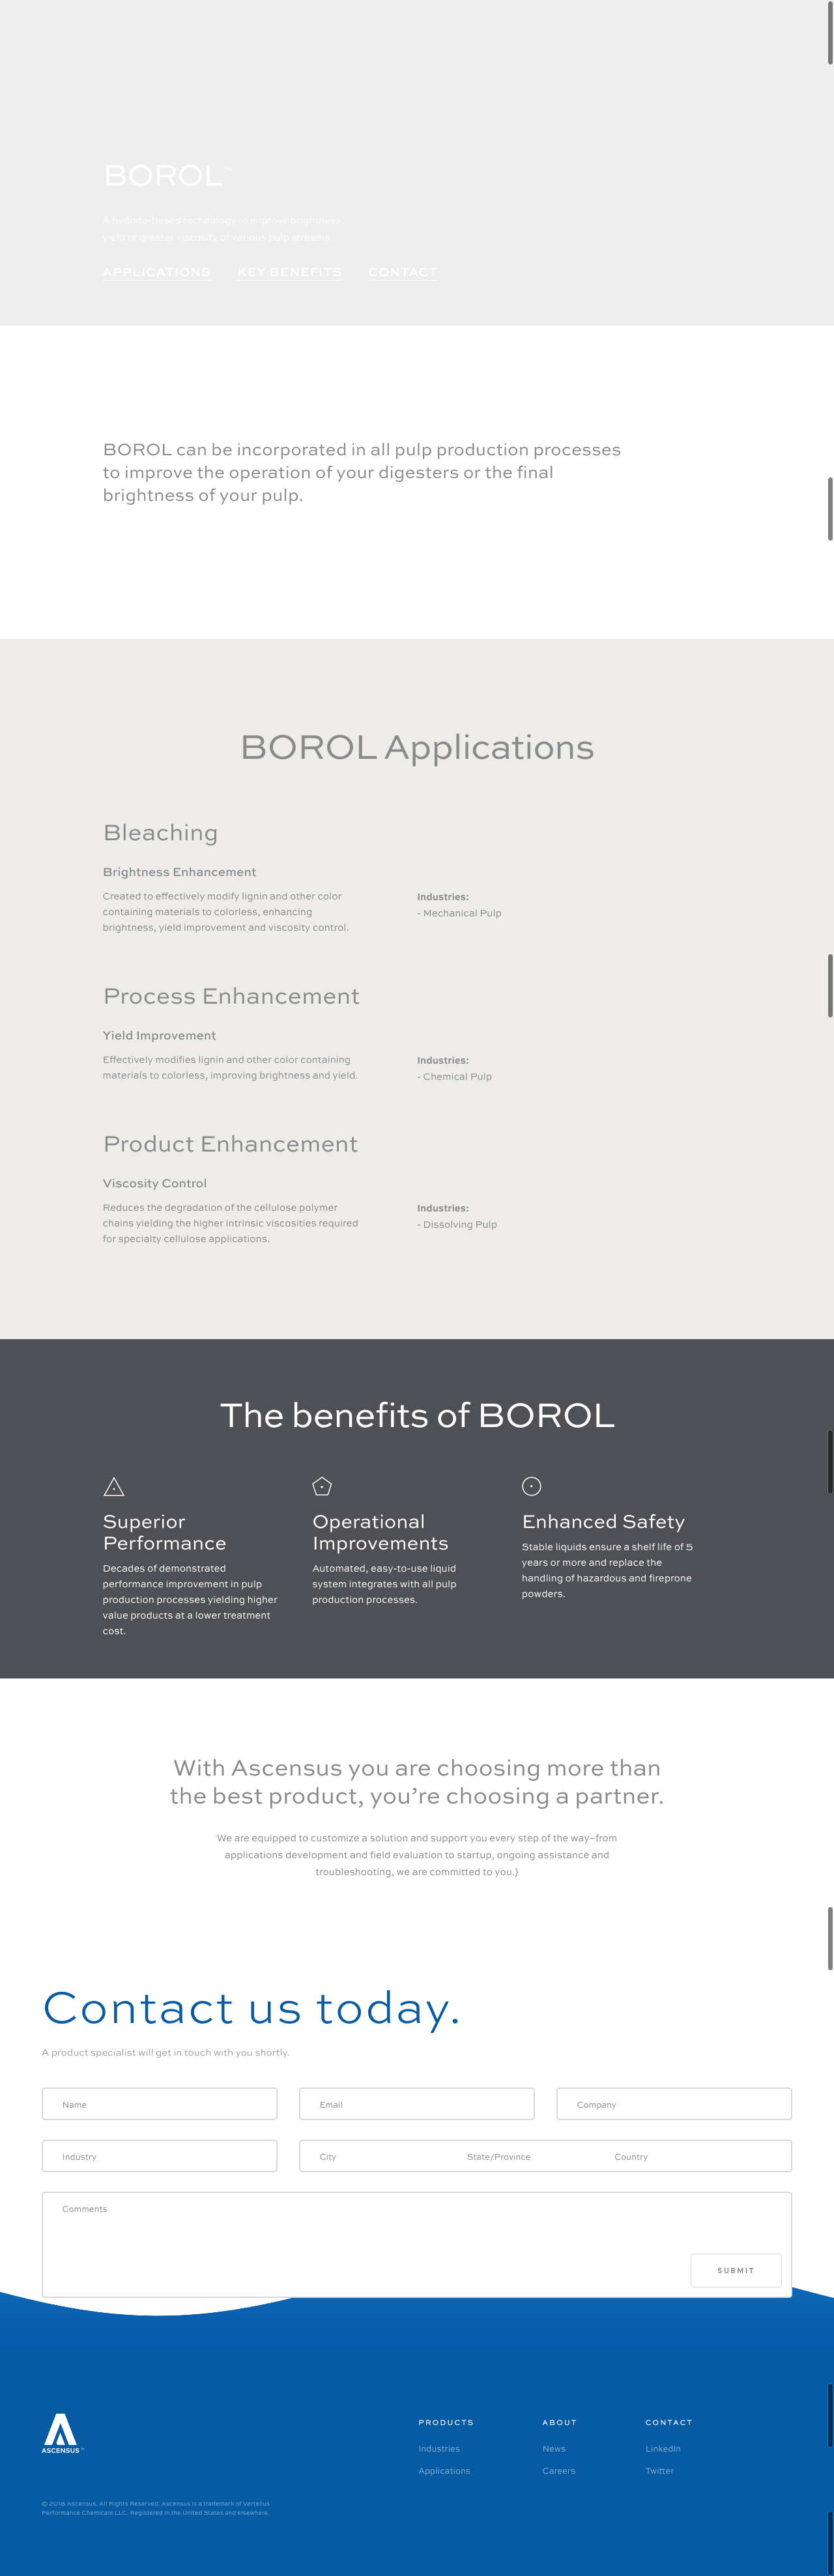 BOROL™
A hydride-based technology to improve brightness,
yield or greater viscosity of various pulp streams.
APPLICATIONS KEY BENEFITS CONTACT
BOROL can be incorporated in all pulp production processes
to improve the operation of your digesters or the final
brightness of your pulp.
BOROL Applications
Bleaching
Brightness Enhancement
Created to effectively modify lignin and other color
containing materials to colorless, enhancing
brightness, yield improvement and viscosity control.
Industries:
- Mechanical Pulp
Process Enhancement
Yield Improvement
Effectively modifies lignin and other color containing
materials to colorless, improving brightness and yield.
Industries:
- Chemical Pulp
Product Enhancement
Viscosity Control
Reduces the degradation of the cellulose polymer
chains yielding the higher intrinsic viscosities required
for specialty cellulose applications.
Industries:
- Dissolving Pulp
The benefits of BOROL
Superior
Performance
Decades of demonstrated
performance improvement in pulp
production processes yielding higher
value products at a lower treatment
cost.
Operational
Improvements
Automated, easy-to-use liquid
system integrates with all pulp
production processes.
Enhanced Safety
Stable liquids ensure a shelf life of 5
years or more and replace the
handling of hazardous and fireprone
powders.
With Ascensus you are choosing more than
the best product, you’re choosing a partner.
We are equipped to customize a solution and support you every step of the way–from
applications development and field evaluation to startup, ongoing assistance and
troubleshooting, we are committed to you.}
Contact us today.
A product specialist will get in touch with you shortly.
Name Email Company
Industry City State/Province Country
Comments
SUBMIT
ASCENSUS™
PRODUCTS
Industries
Applications
ABOUT
News
Careers
CONTACT
LinkedIn
Twitter
© 2018 Ascensus. All Rights Reserved. Ascensus is a trademark of Vertellus
Performance Chemicals LLC. Registered in the United States and elsewhere.